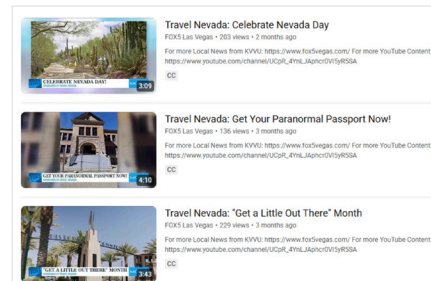 Travel Nevada: Celebrate Nevada Day
FOX5 Las Vegas • 203 views • 2 months ago
For more Local News from KVVU: https://www.fox5vegas.com/ For more YouTube Content
https://www.youtube.com/channel/UCpR_4YnLJAphcr0Vl5yR5SA
CC
CELEBRATE NEVADA DAY!
3:09
Travel Nevada: Get Your Paranormal Passport Now!
FOX5 Las Vegas • 136 views • 3 months ago
For more Local News from KVVU: https://www.fox5vegas.com/ For more YouTube Content
https://www.youtube.com/channel/UCpR_4YnLJAphcr0Vl5yR5SA
CC
GET YOUR PARANORMAL PASSPORT NOW!
4:10
Travel Nevada: "Get a Little Out There" Month
FOX5 Las Vegas • 229 views • 3 months ago
For more Local News from KVVU: https://www.fox5vegas.com/ For more YouTube Content
https://www.youtube.com/channel/UCpR_4YnLJAphcr0Vl5yR5SA
CC
"GET A LITTLE OUT THERE" MONTH
3:43